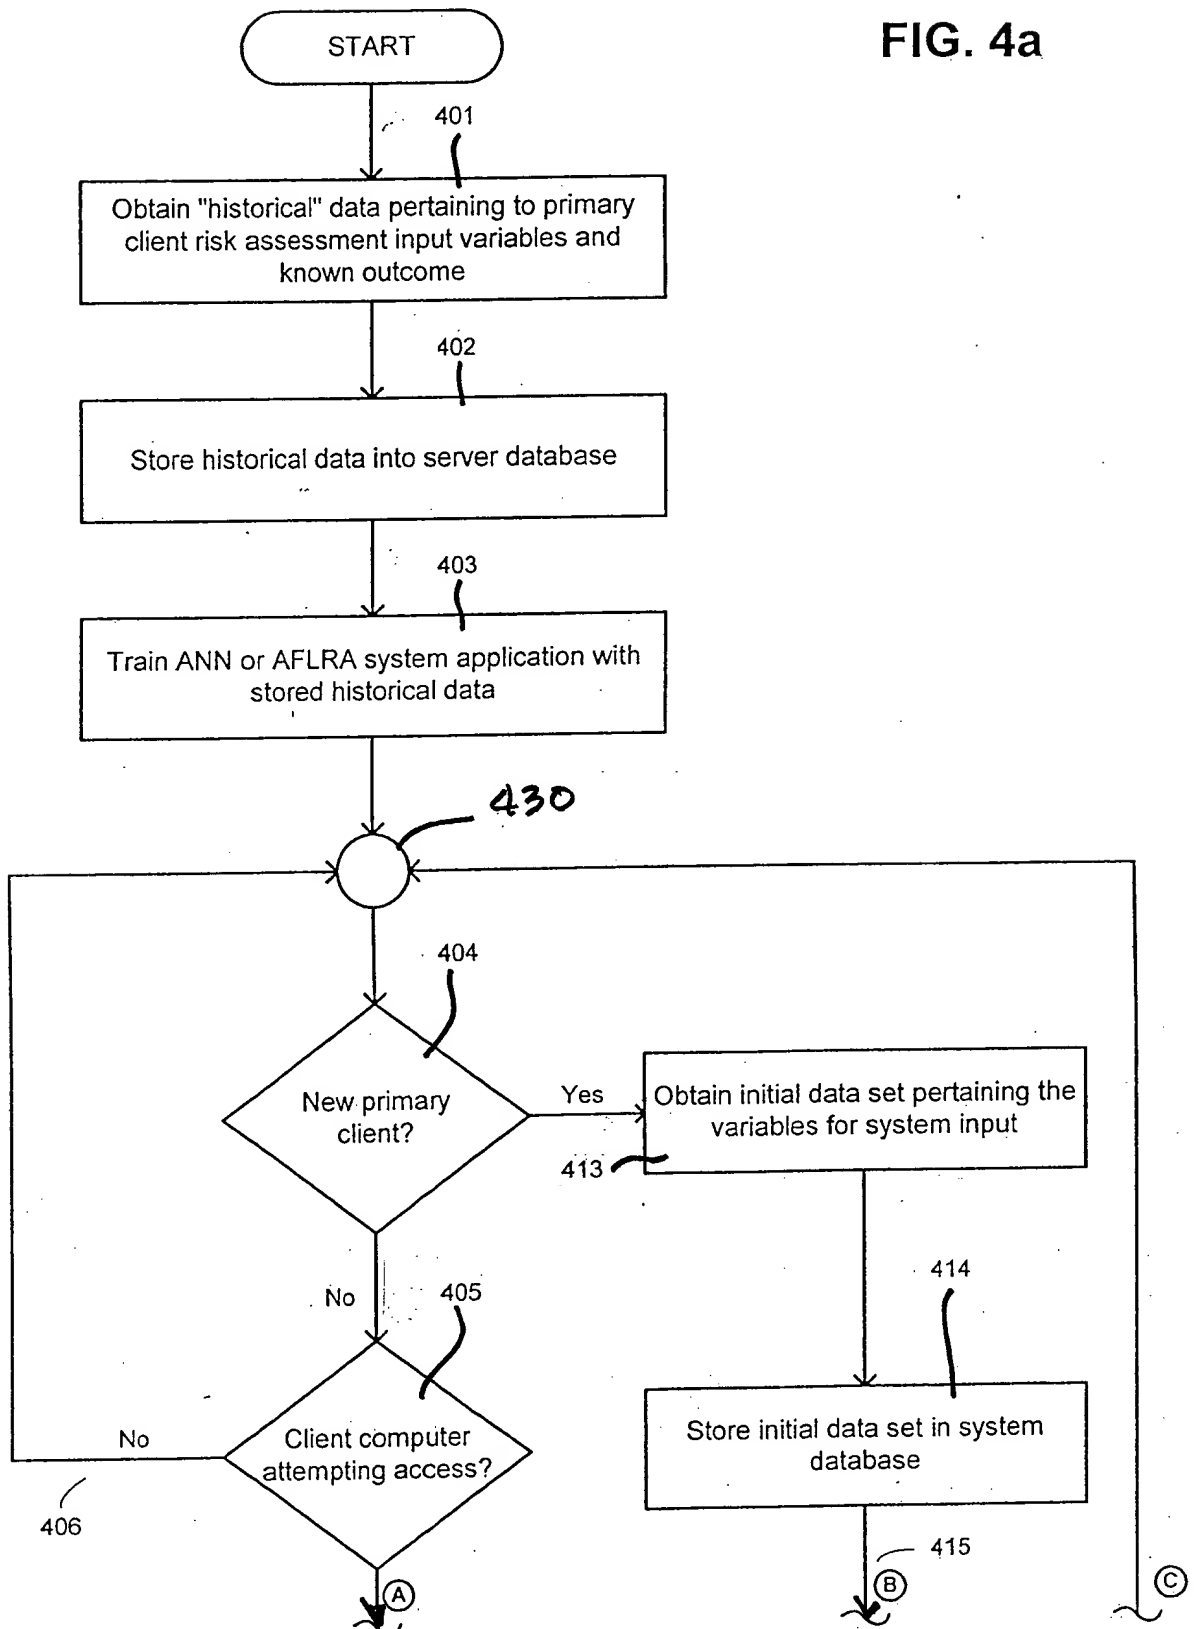 START
FIG. 4a
401
Obtain "historical" data pertaining to primary
client risk assessment input variables and
known outcome
402
Store historical data into server database
403
Train ANN or AFLRA system application with
stored historical data
430
404
New primary
client?
Yes
Obtain initial data set pertaining the
variables for system input
413
No
405
414
Client computer
attempting access?
No
406
Store initial data set in system
database
415
A
B
C